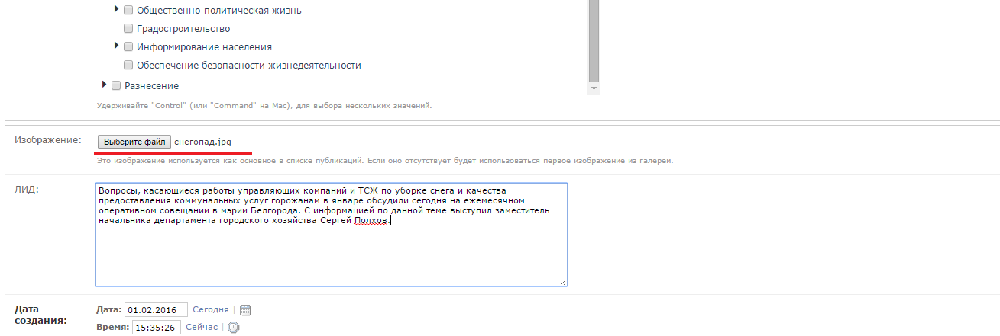 Общественно-политическая жизнь
Градостроительство
Информирование населения
Обеспечение безопасности жизнедеятельности
Разнесение
Удерживайте "Control" (или "Command" на Mac), для выбора нескольких значений.
Изображение: Выберите файл снегопад.jpg
Это изображение используется как основное в списке публикаций. Если оно отсутствует будет использоваться первое изображение из галереи.
ЛИД:
Вопросы, касающиеся работы управляющих компаний и ТСЖ по уборке снега и качества
предоставления коммунальных услуг горожанам в январе обсудили сегодня на ежемесячном
оперативном совещании в мэрии Белгорода. С информацией по данной теме выступил заместитель
начальника департамента городского хозяйства Сергей Полхов.
Дата
создания:
Дата: 01.02.2016 Сегодня |
Время: 15:35:26 Сейчас |